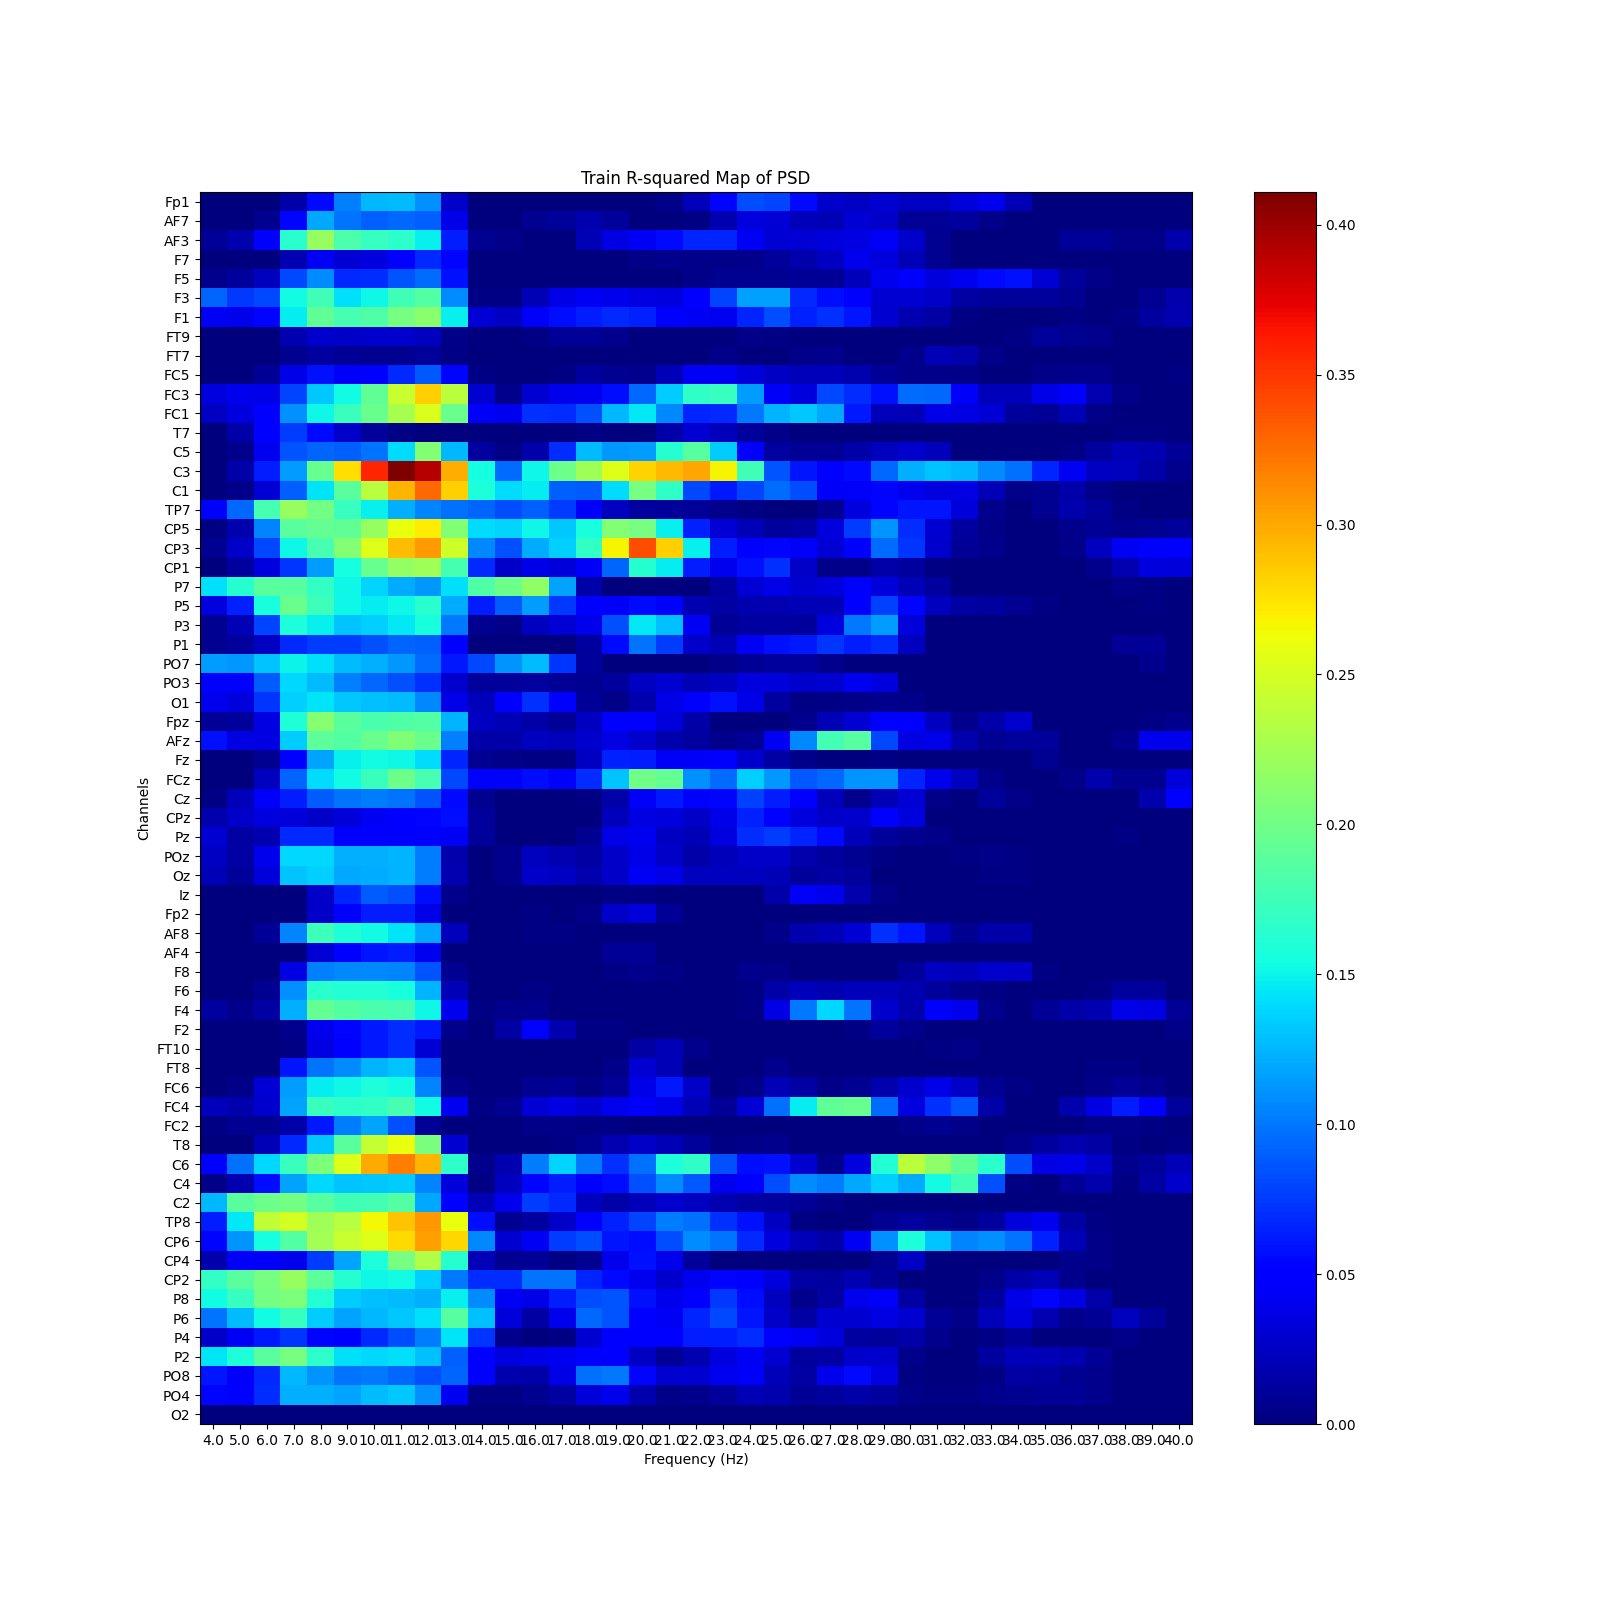 Train R-squared Map of PSD
Fp1
AF7
AF3
F7
F5
F3
F1
FT9
FT7
FC5
FC3
FC1
T7
C5
C3
C1
TP7
CP5
CP3
CP1
P7
P5
P3
P1
PO7
PO3
O1
Fpz
AFz
Fz
FCz
Cz
CPz
Pz
POz
Oz
Iz
Fp2
AF8
AF4
F8
F6
F4
F2
FT10
FT8
FC6
FC4
FC2
T8
C6
C4
C2
TP8
CP6
CP4
CP2
P8
P6
P4
P2
PO8
PO4
O2
Channels
4.0 5.0 6.0 7.0 8.0 9.0 10.0 11.0 12.0 13.0 14.0 15.0 16.0 17.0 18.0 19.0 20.0 21.0 22.0 23.0 24.0 25.0 26.0 27.0 28.0 29.0 30.0 31.0 32.0 33.0 34.0 35.0 36.0 37.0 38.0 39.0 40.0
Frequency (Hz)
0.40
0.35
0.30
0.25
0.20
0.15
0.10
0.05
0.00